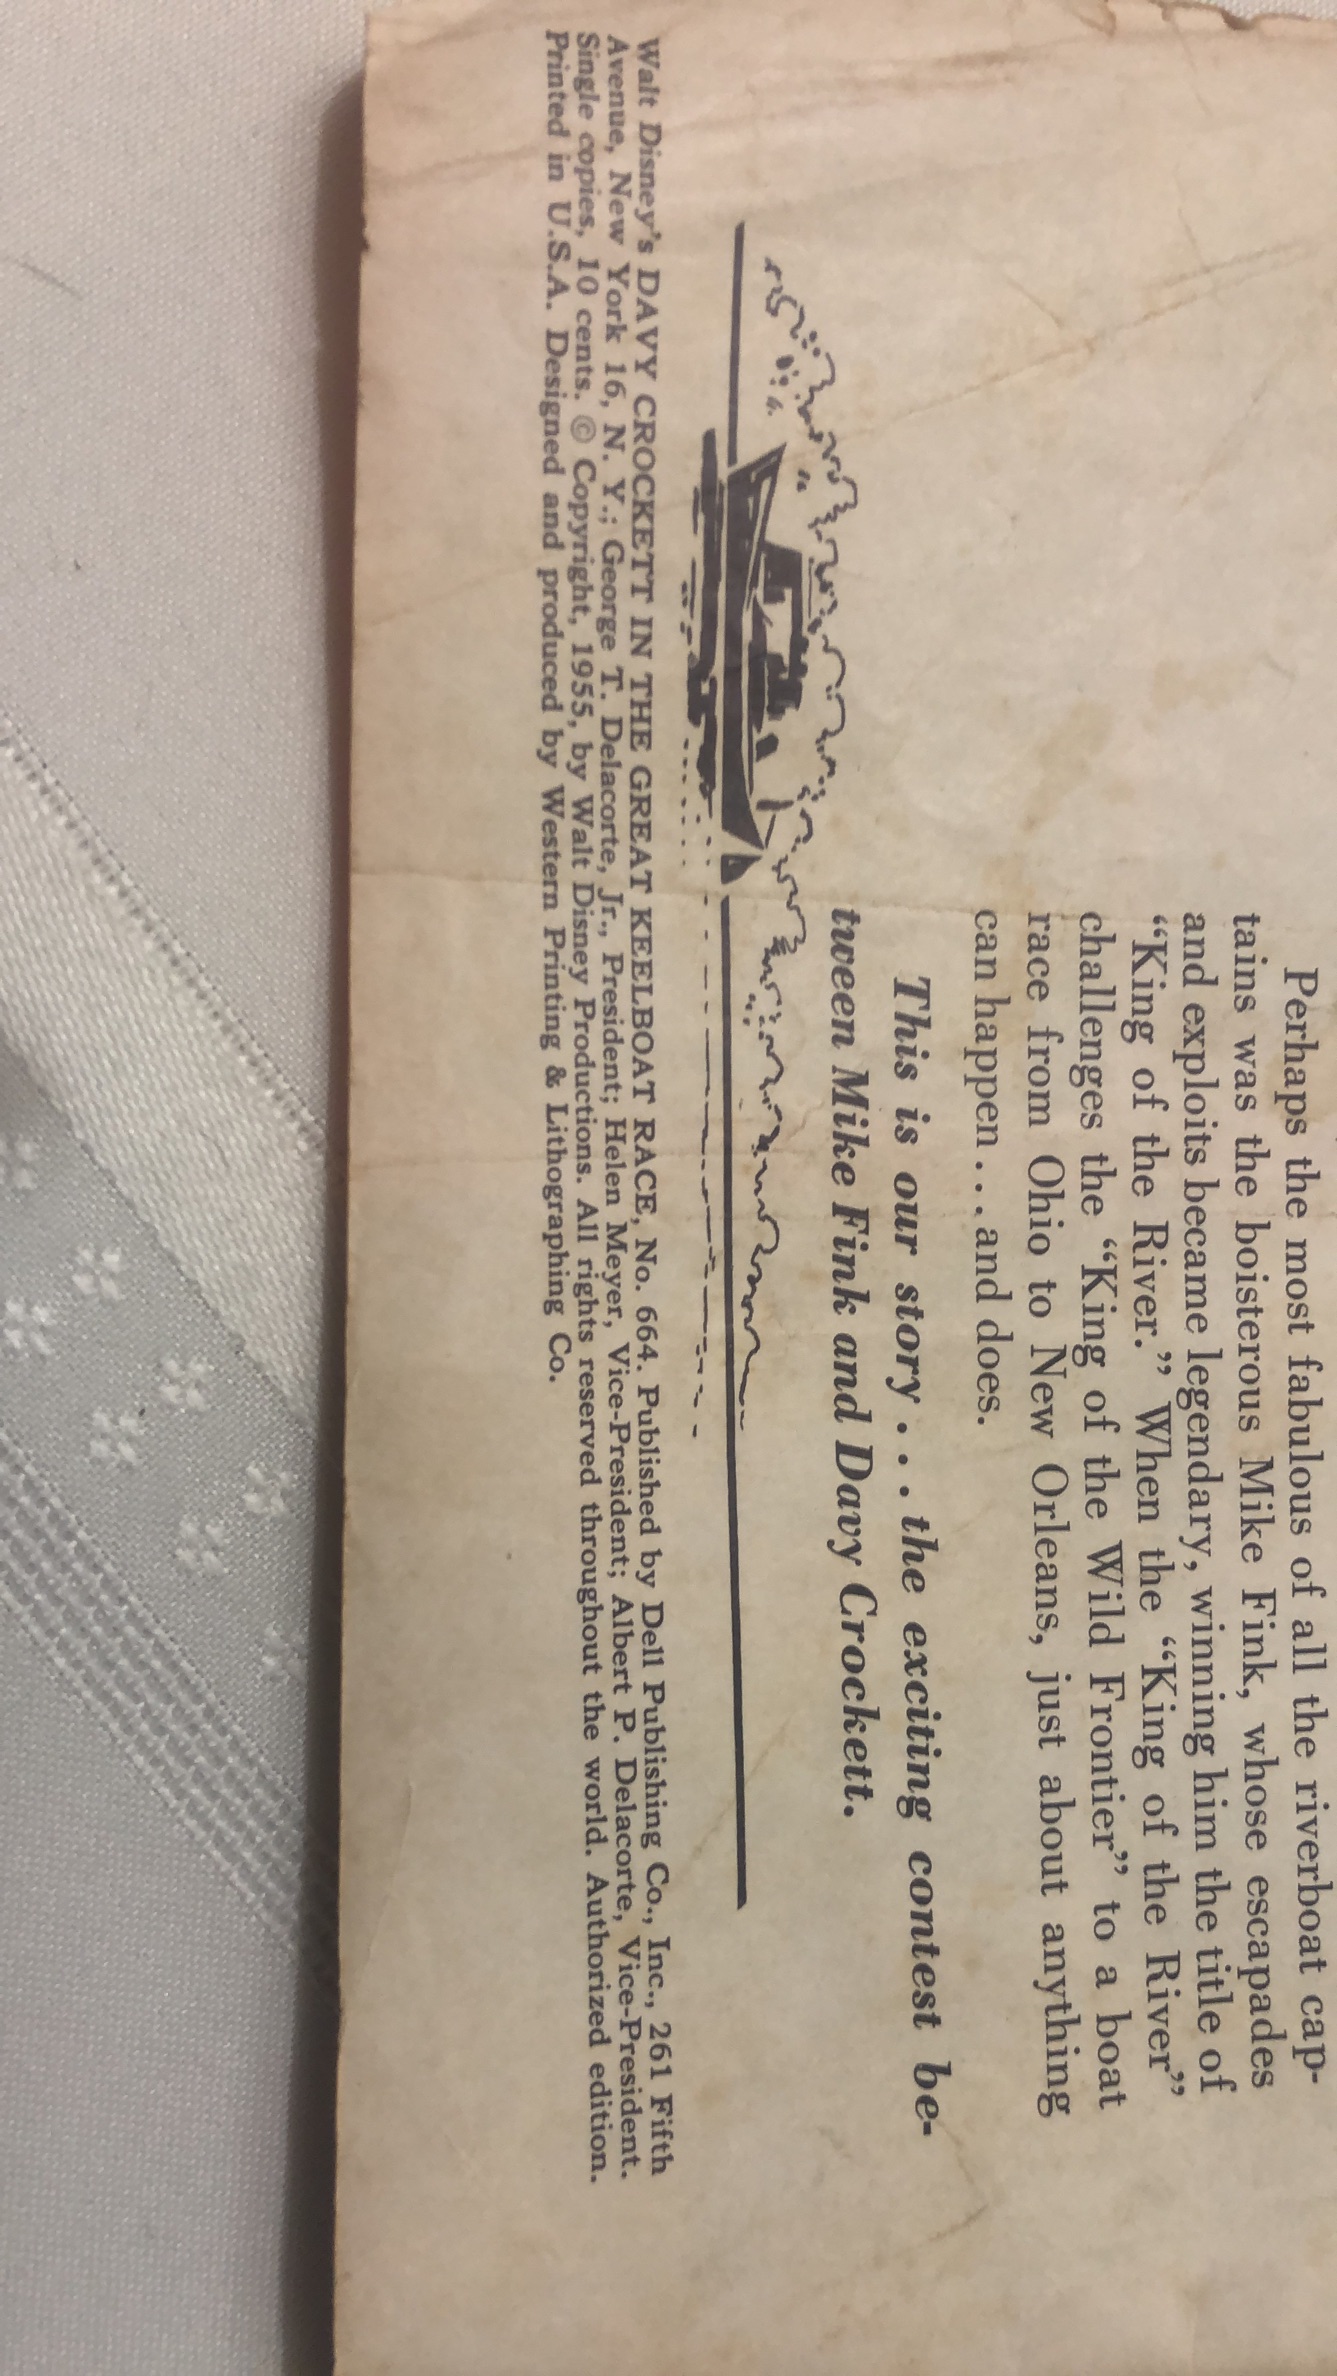 Perhaps the most fabulous of all the riverboat cap-
tains was the boisterous Mike Fink, whose escapades
and exploits became legendary, winning him the title of
“King of the River.” When the “King of the River”
challenges the “King of the Wild Frontier” to a boat
race from Ohio to New Orleans, just about anything
can happen...and does.
This is our story...the exciting contest be-
tween Mike Fink and Davy Crockett.
Walt Disney’s DAVY CROCKETT IN THE GREAT KEELBOAT RACE, No. 664. Published by Dell Publishing Co., Inc., 261 Fifth
Avenue, New York 16, N. Y.; George T. Delacorte, Jr., President; Helen Meyer, Vice-President; Albert P. Delacorte, Vice-President.
Single copies, 10 cents. © Copyright, 1955, by Walt Disney Productions. All rights reserved throughout the world. Authorized edition.
Printed in U.S.A. Designed and produced by Western Printing & Lithographing Co.